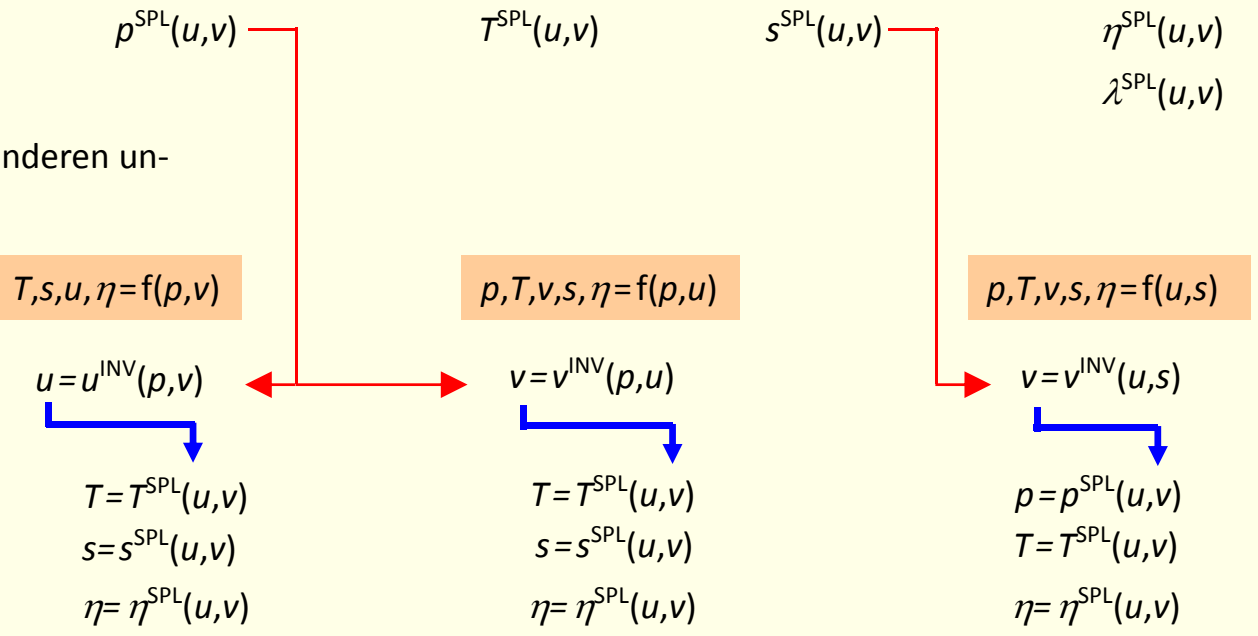 p^SPL(u,v) T^SPL(u,v) s^SPL(u,v) η^SPL(u,v)
λ^SPL(u,v)
nderen un-
T,s,u,η=f(p,v) p,T,v,s,η=f(p,u) p,T,v,s,η=f(u,s)
u=u^INV(p,v) v=v^INV(p,u) v=v^INV(u,s)
T=T^SPL(u,v) T=T^SPL(u,v) p=p^SPL(u,v)
s=s^SPL(u,v) s=s^SPL(u,v) T=T^SPL(u,v)
η=η^SPL(u,v) η=η^SPL(u,v) η=η^SPL(u,v)